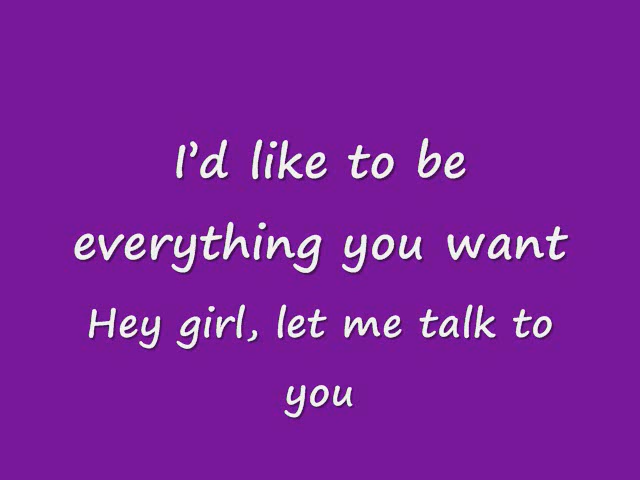 I’d like to be
everything you want
Hey girl, let me talk to
you